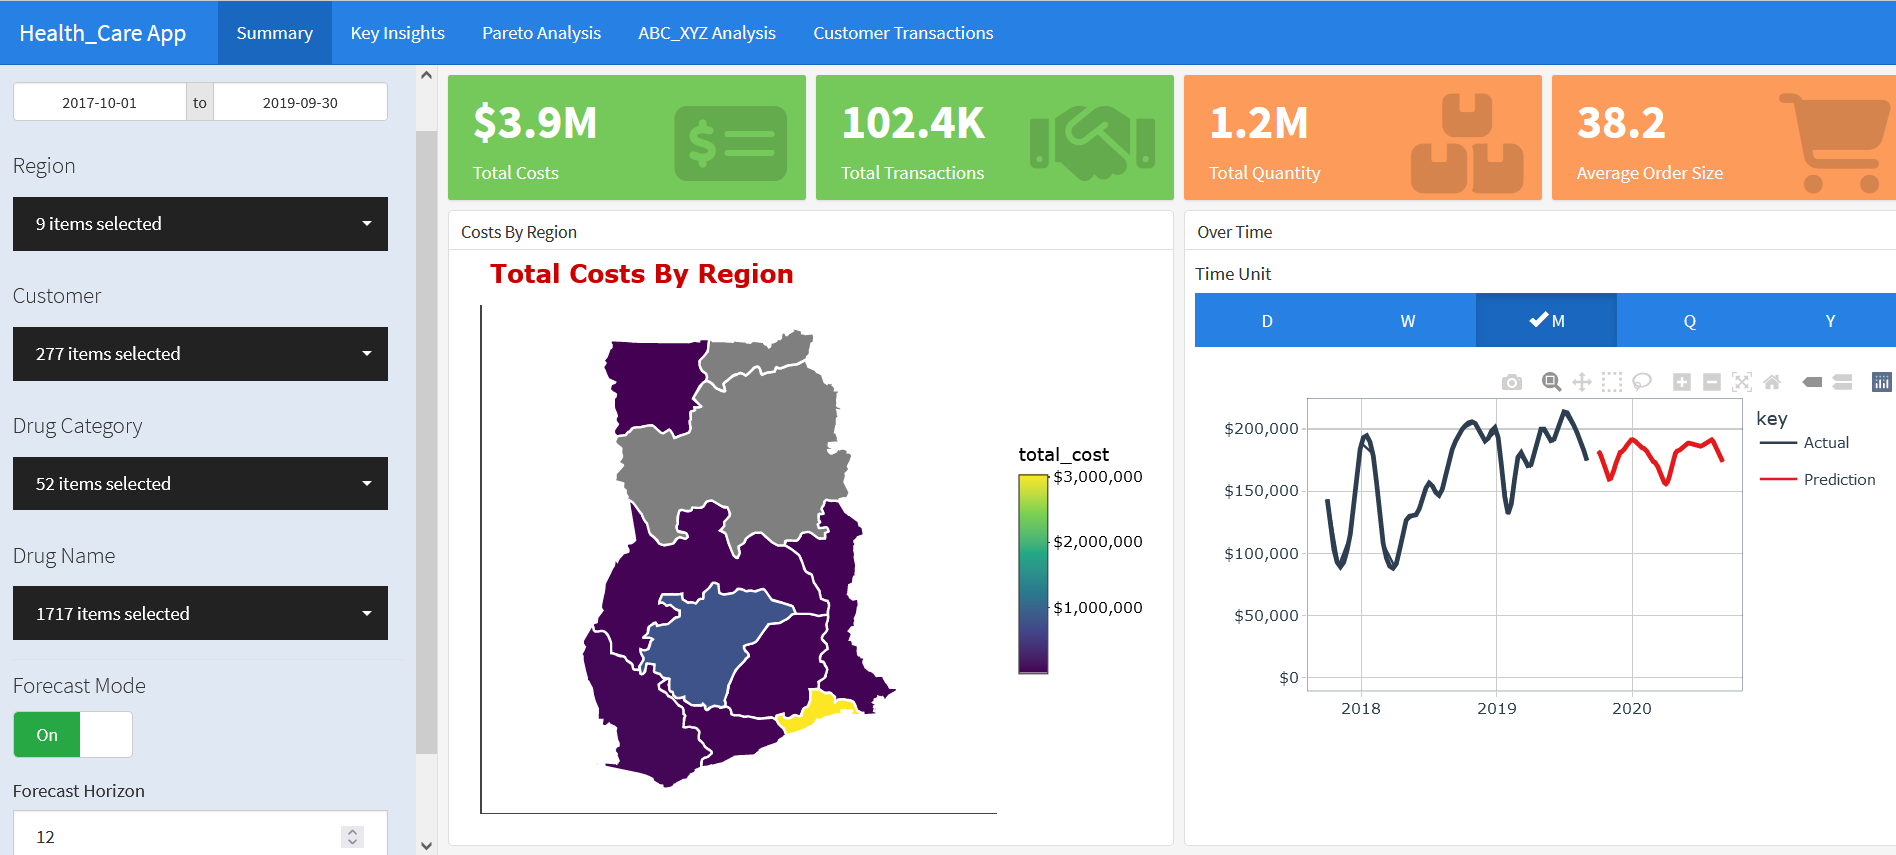 Health_Care App
Summary
Key Insights
Pareto Analysis
ABC_XYZ Analysis
Customer Transactions
2017-10-01 to 2019-09-30
Region
9 items selected
Customer
277 items selected
Drug Category
52 items selected
Drug Name
1717 items selected
Forecast Mode
On
Forecast Horizon
12
$3.9M
Total Costs
102.4K
Total Transactions
1.2M
Total Quantity
38.2
Average Order Size
Costs By Region
Total Costs By Region
total_cost
$3,000,000
$2,000,000
$1,000,000
Over Time
Time Unit
D W M Q Y
$200,000
$150,000
$100,000
$50,000
$0
2018 2019 2020
key
Actual
Prediction